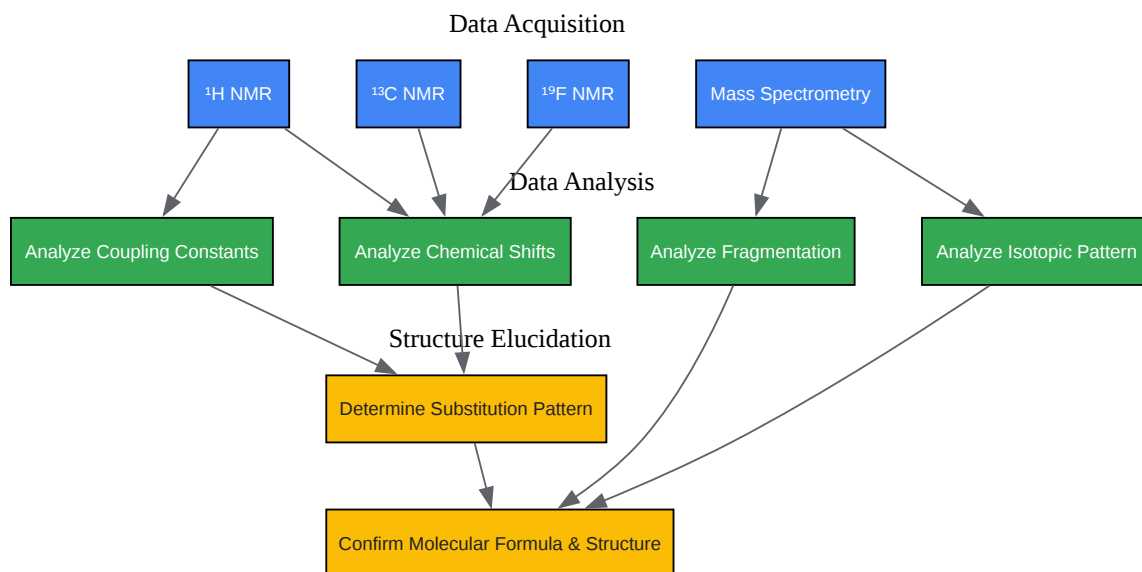 Data Acquisition
¹H NMR
¹³C NMR
¹⁹F NMR
Mass Spectrometry
Data Analysis
Analyze Coupling Constants
Analyze Chemical Shifts
Analyze Fragmentation
Analyze Isotopic Pattern
Structure Elucidation
Determine Substitution Pattern
Confirm Molecular Formula & Structure